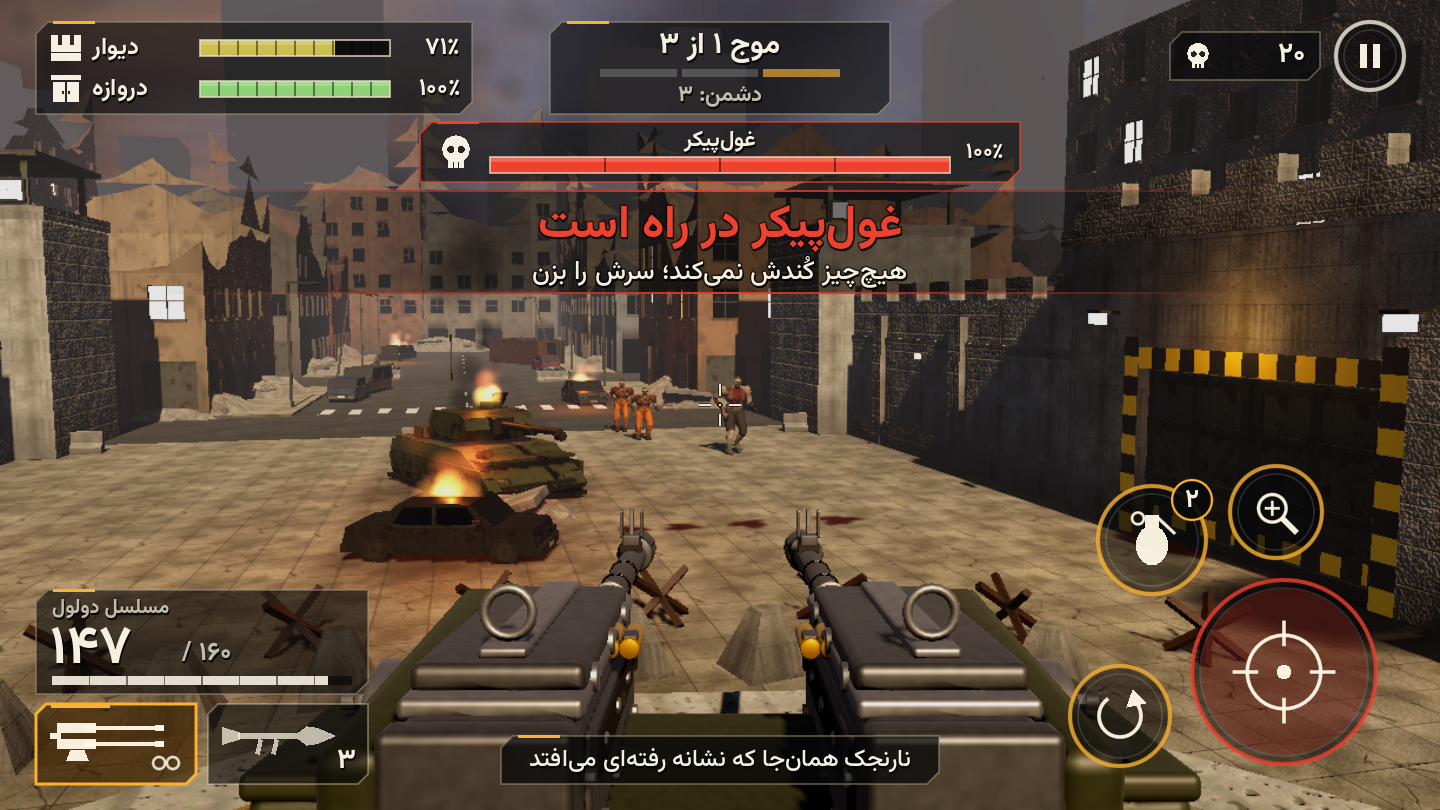 دیوار
۷۱٪
دروازه
۱۰۰٪
موج ۱ از ۳
دشمن: ۳
۲۰
غول‌پیکر
۱۰۰٪
غول‌پیکر در راه است
هیچ‌چیز کُندش نمی‌کند؛ سرش را بزن
۲
مسلسل دولول
۱۴۷ / ۱۶۰
∞
۳
نارنجک همان‌جا که نشانه رفته‌ای می‌افتد